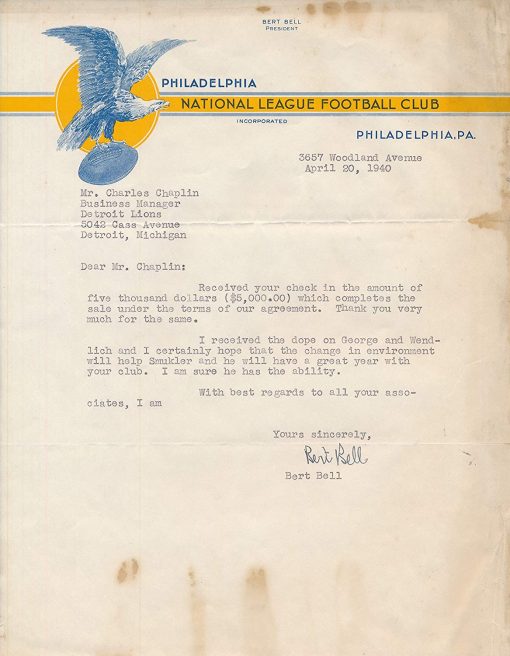 BERT BELL
PRESIDENT
PHILADELPHIA
NATIONAL LEAGUE FOOTBALL CLUB
INCORPORATED
PHILADELPHIA, PA.
3657 Woodland Avenue
April 20, 1940
Mr. Charles Chaplin
Business Manager
Detroit Lions
5042 Cass Avenue
Detroit, Michigan
Dear Mr. Chaplin:
Received your check in the amount of
five thousand dollars ($5,000.00) which completes the
sale under the terms of our agreement. Thank you very
much for the same.
I received the dope on George and Wend-
lich and I certainly hope that the change in environment
will help Smukler and he will have a great year with
your club. I am sure he has the ability.
With best regards to all your asso-
ciates, I am
Yours sincerely,
Bert Bell
Bert Bell